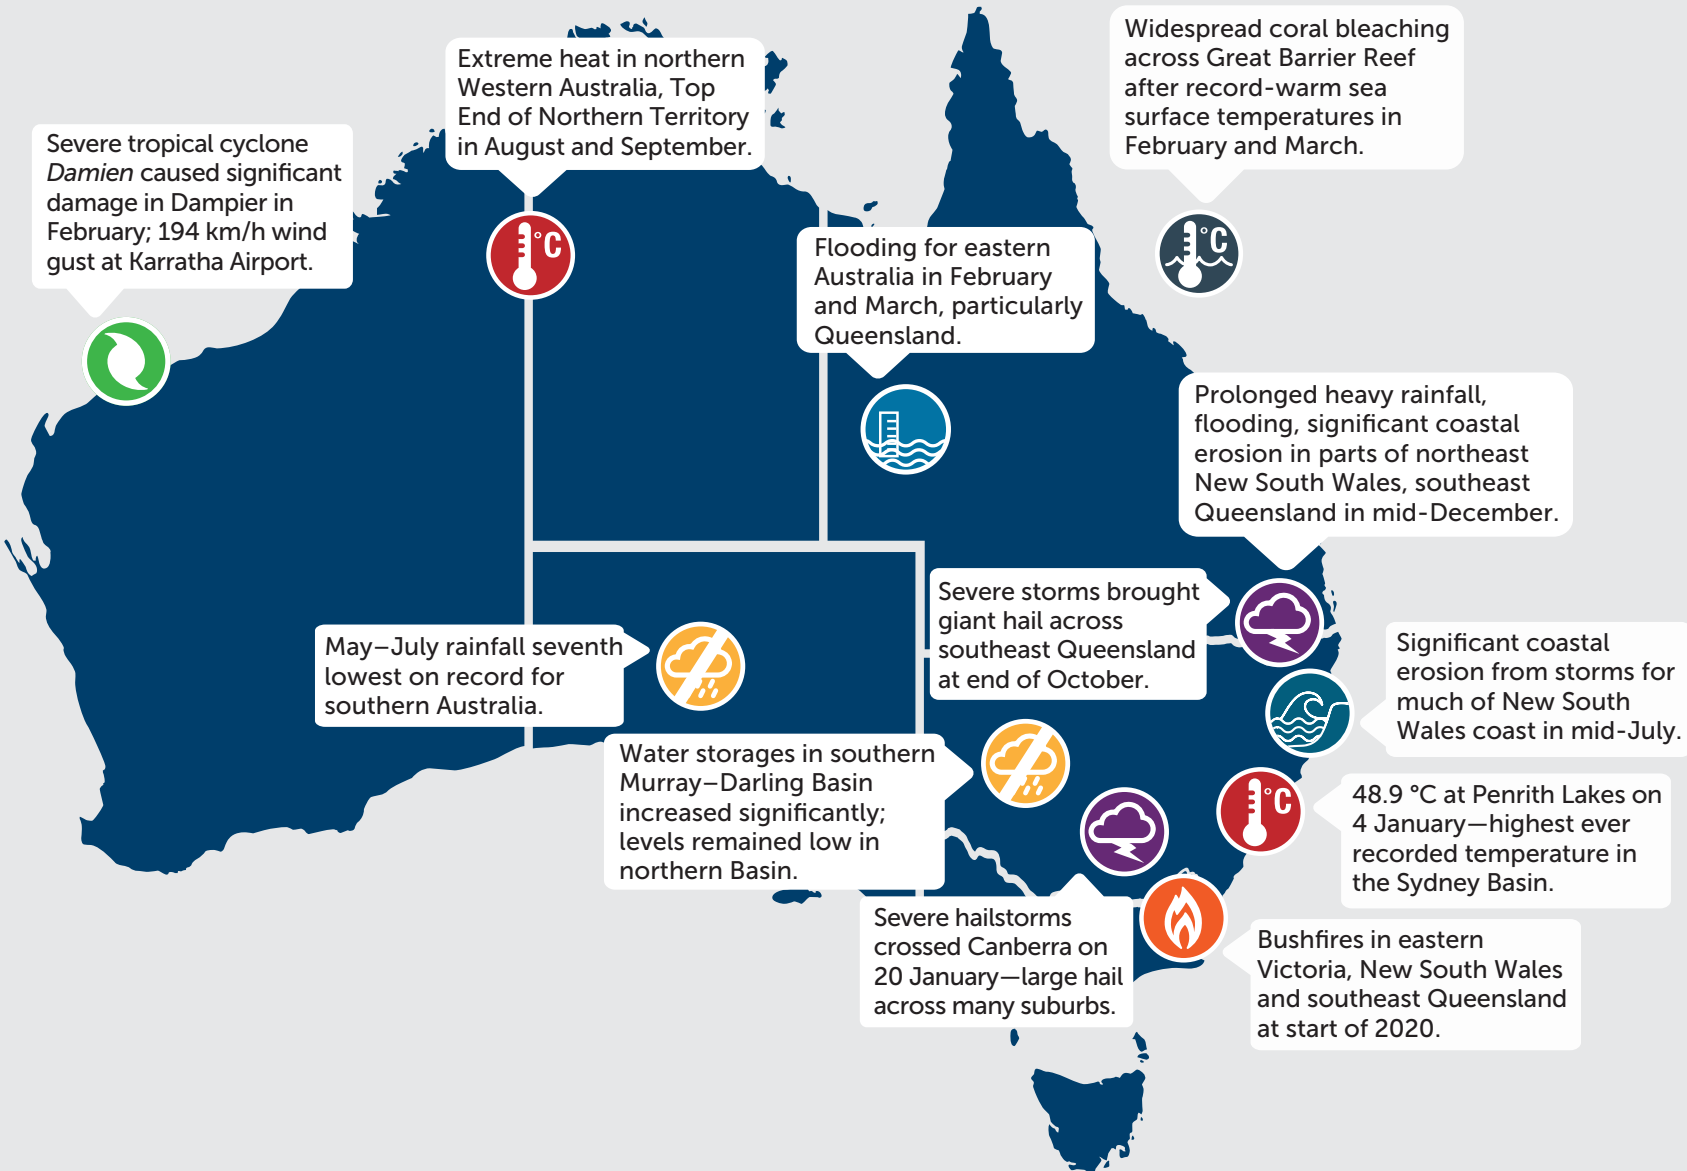 Widespread coral bleaching
across Great Barrier Reef
after record-warm sea
surface temperatures in
February and March.
Extreme heat in northern
Western Australia, Top
End of Northern Territory
in August and September.
Severe tropical cyclone
Damien caused significant
damage in Dampier in
February; 194 km/h wind
gust at Karratha Airport.
°C
°C
Flooding for eastern
Australia in February
and March, particularly
Queensland.
Prolonged heavy rainfall,
flooding, significant coastal
erosion in parts of northeast
New South Wales, southeast
Queensland in mid-December.
Severe storms brought
giant hail across
southeast Queensland
at end of October.
May–July rainfall seventh
lowest on record for
southern Australia.
Significant coastal
erosion from storms for
much of New South
Wales coast in mid-July.
Water storages in southern
Murray–Darling Basin
increased significantly;
levels remained low in
northern Basin.
°C
48.9 °C at Penrith Lakes on
4 January—highest ever
recorded temperature in
the Sydney Basin.
Severe hailstorms
crossed Canberra on
20 January—large hail
across many suburbs.
Bushfires in eastern
Victoria, New South Wales
and southeast Queensland
at start of 2020.